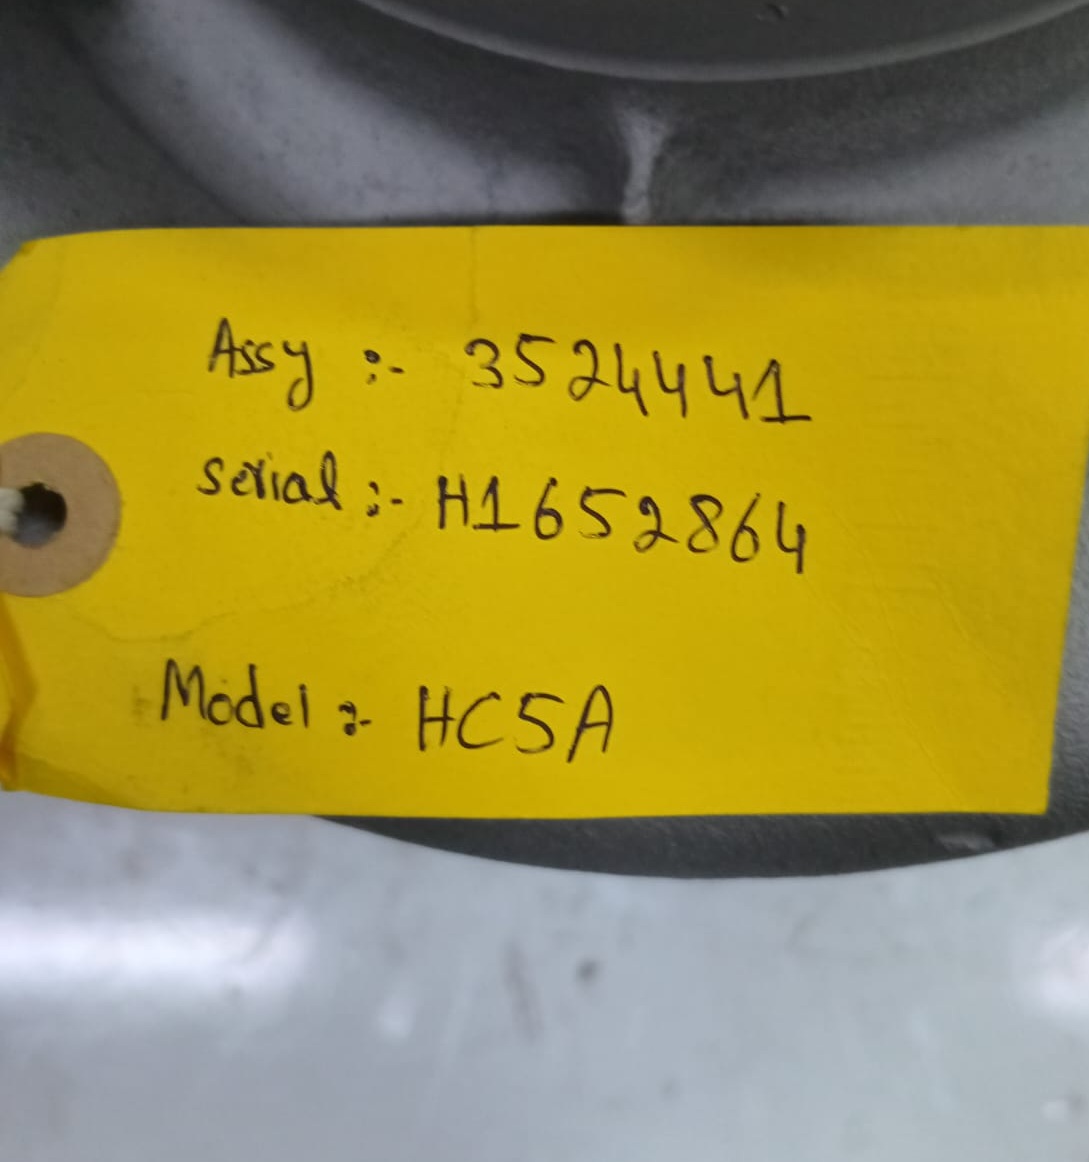 Assy :- 3524441
Serial :- H1652864
Model :- HC5A